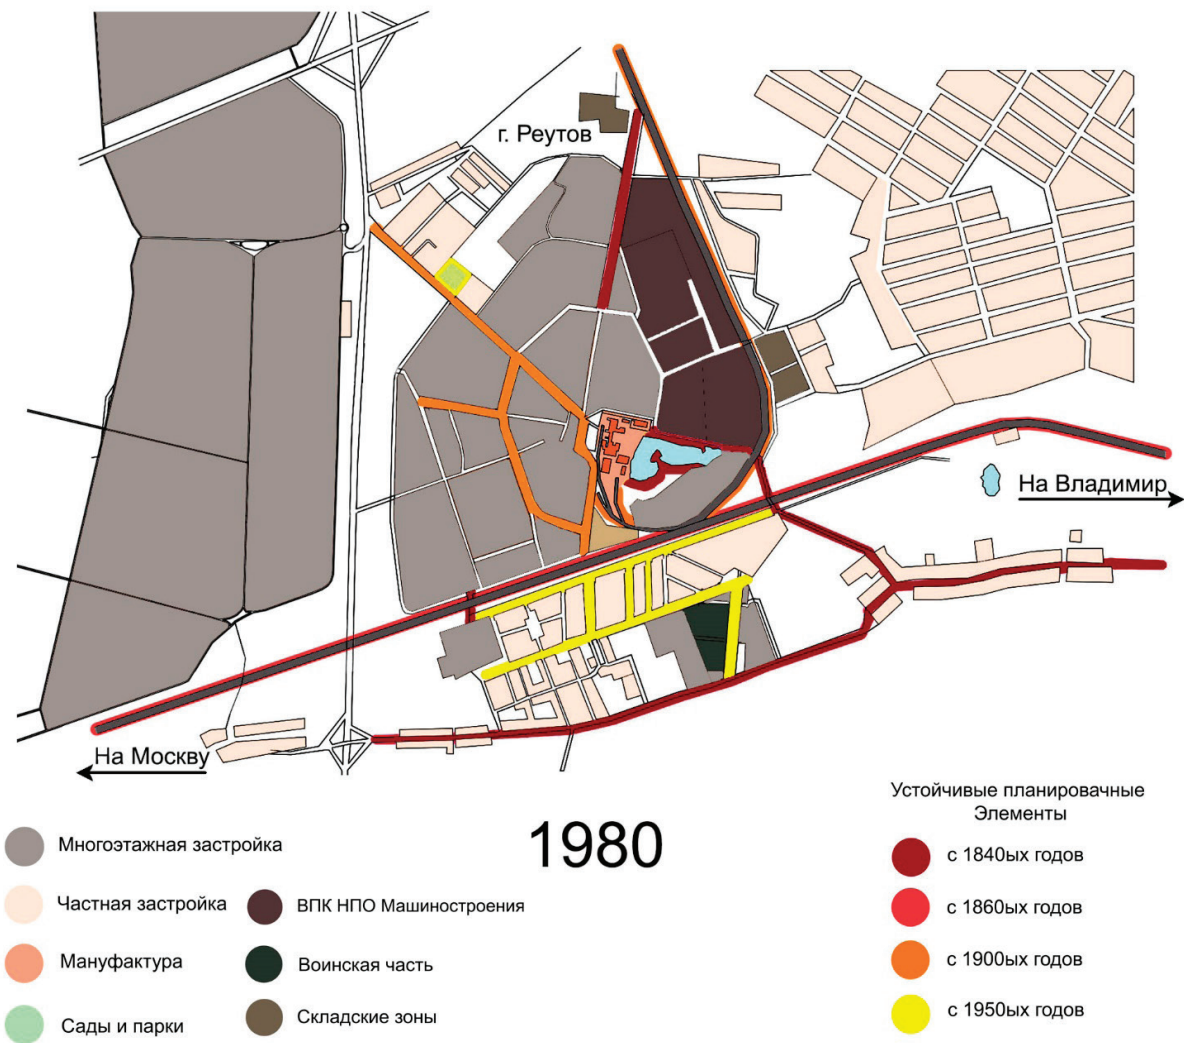 г. Реутов
На Владимир
На Москву
1980
Многоэтажная застройка
Частная застройка
Мануфактура
Сады и парки
ВПК НПО Машиностроения
Воинская часть
Складские зоны
Устойчивые планировачные
Элементы
с 1840ых годов
с 1860ых годов
с 1900ых годов
с 1950ых годов